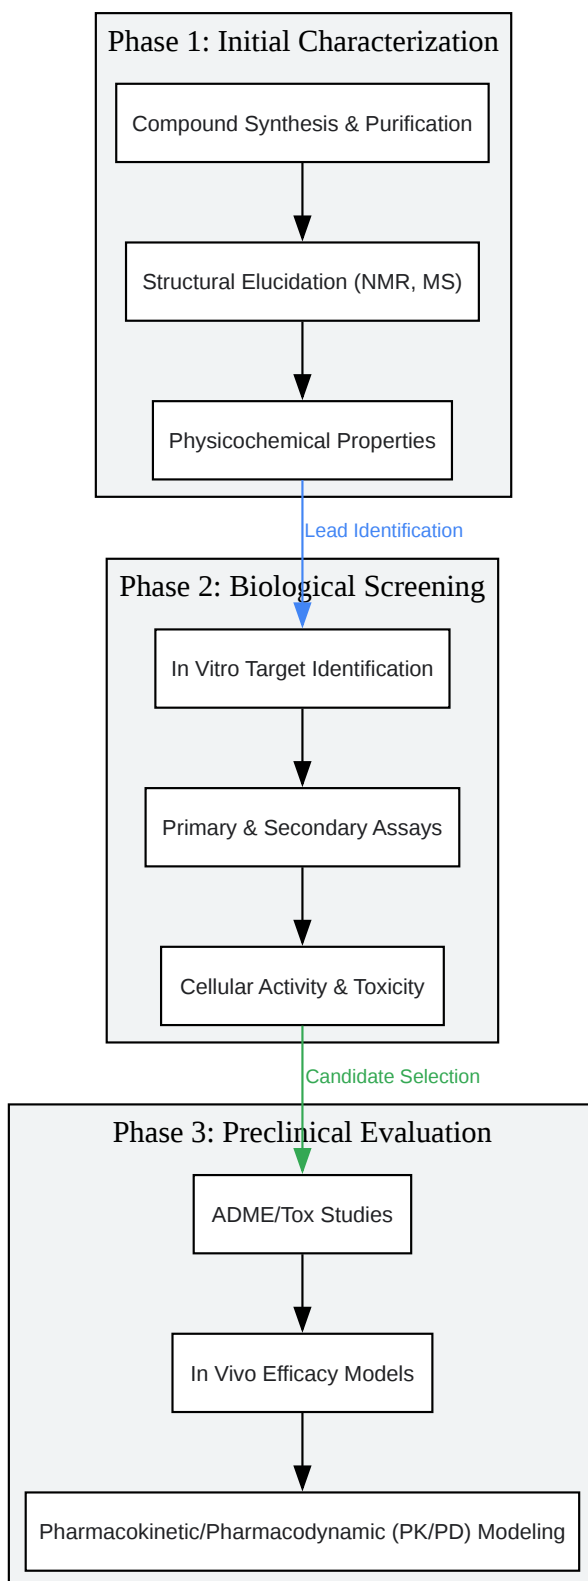 Phase 1: Initial Characterization
Compound Synthesis & Purification
Structural Elucidation (NMR, MS)
Physicochemical Properties
Lead Identification
Phase 2: Biological Screening
In Vitro Target Identification
Primary & Secondary Assays
Cellular Activity & Toxicity
Candidate Selection
Phase 3: Preclinical Evaluation
ADME/Tox Studies
In Vivo Efficacy Models
Pharmacokinetic/Pharmacodynamic (PK/PD) Modeling